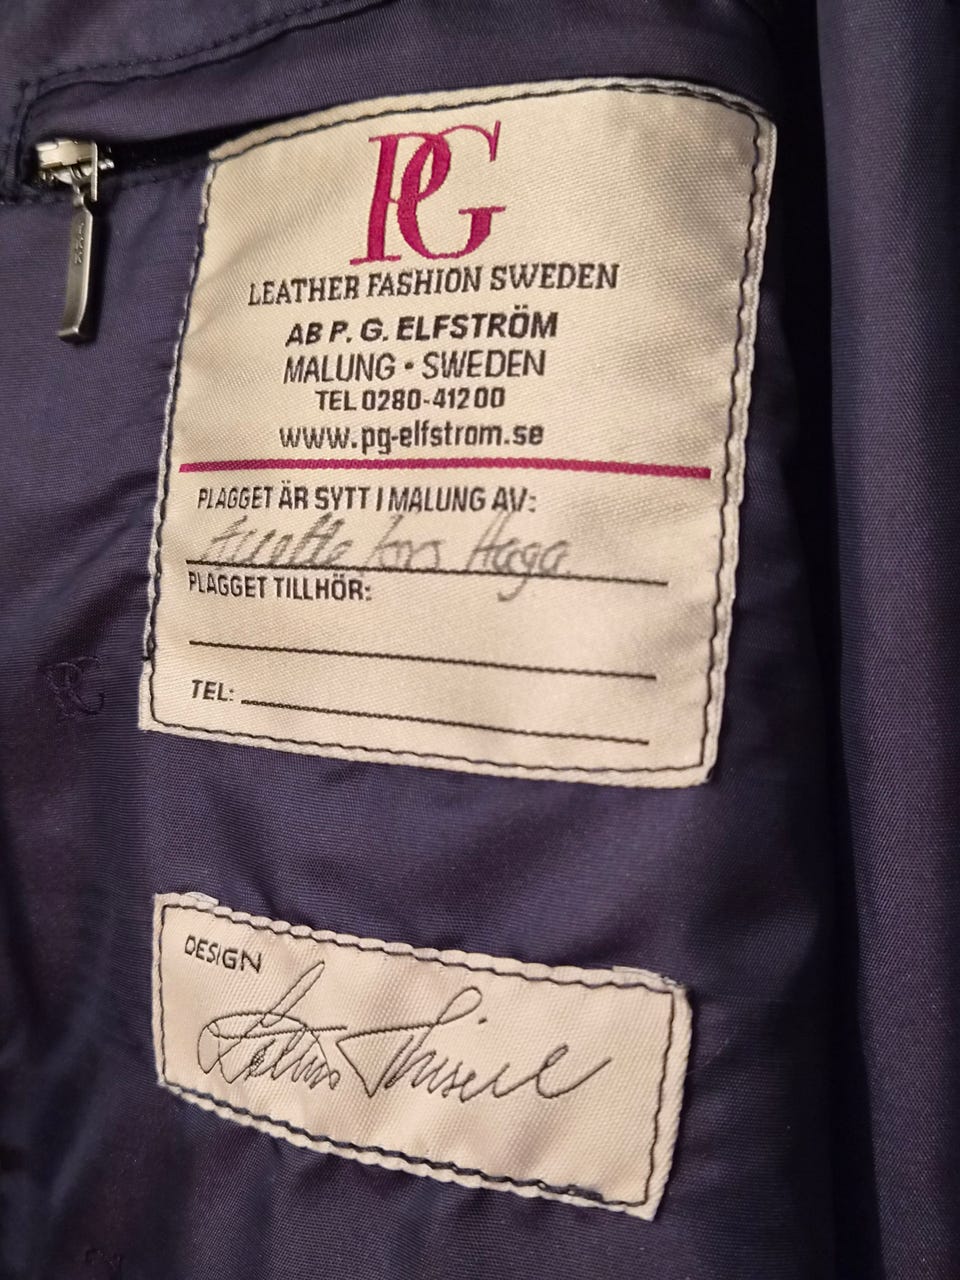 PG
LEATHER FASHION SWEDEN
AB P. G. ELFSTRÖM
MALUNG · SWEDEN
TEL 0280-41200
www.pg-elfstrom.se
PLAGGET ÄR SYTT I MALUNG AV:
Haga
PLAGGET TILLHÖR:
TEL:
DESIGN